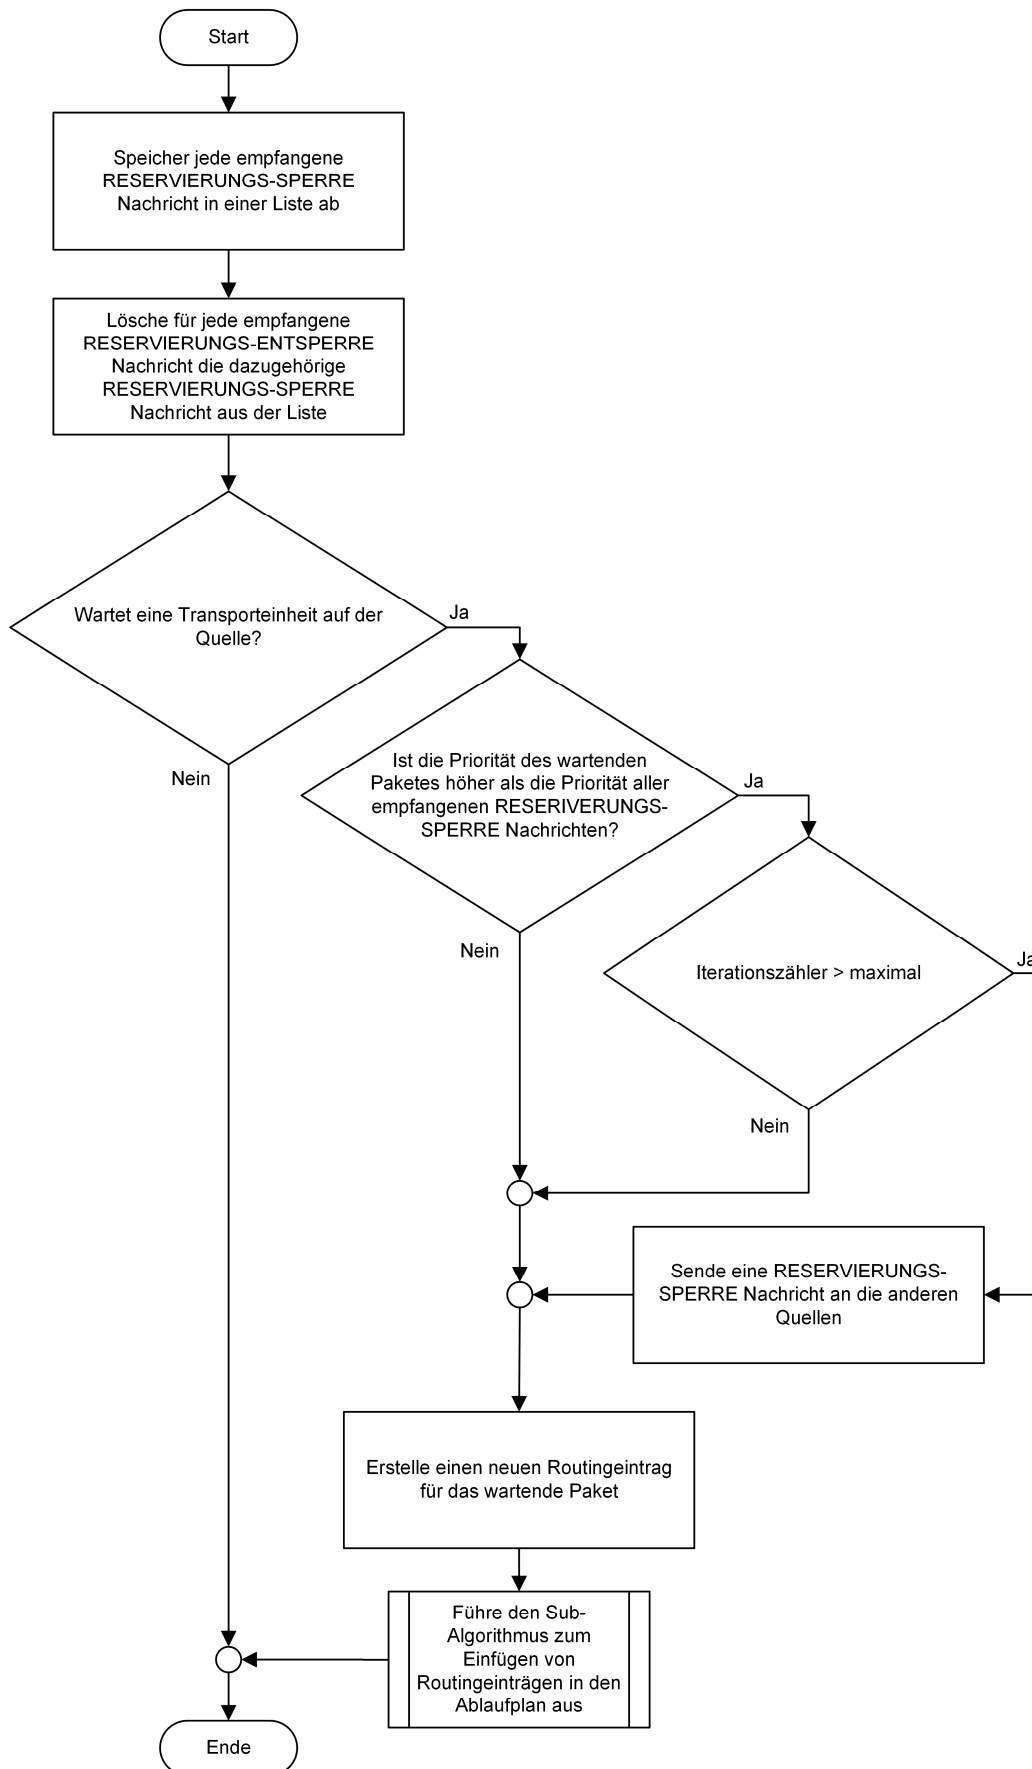 Start
Speicher jede empfangene
RESERVIERUNGS-SPERRE
Nachricht in einer Liste ab
Lösche für jede empfangene
RESERVIERUNGS-ENTSPERRE
Nachricht die dazugehörige
RESERVIERUNGS-SPERRE
Nachricht aus der Liste
Wartet eine Transporteinheit auf der
Quelle?
Ja
Nein
Ist die Priorität des wartenden
Paketes höher als die Priorität aller
empfangenen RESERIVERUNGS-
SPERRE Nachrichten?
Ja
Nein
Iterationszähler > maximal
Ja
Nein
Sende eine RESERVIERUNGS-
SPERRE Nachricht an die anderen
Quellen
Erstelle einen neuen Routingeintrag
für das wartende Paket
Führe den Sub-
Algorithmus zum
Einfügen von
Routingeinträgen in den
Ablaufplan aus
Ende